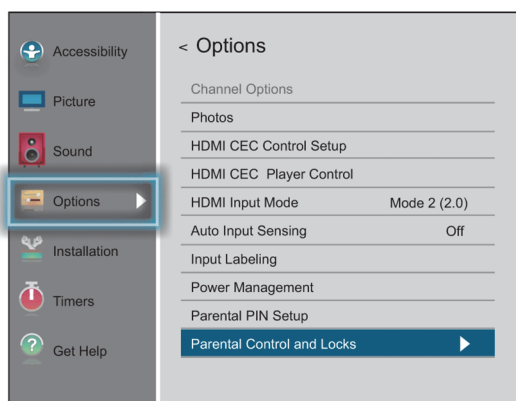 Accessibility
Picture
Sound
Options
Installation
Timers
Get Help
< Options
Channel Options
Photos
HDMI CEC Control Setup
HDMI CEC Player Control
HDMI Input Mode Mode 2 (2.0)
Auto Input Sensing Off
Input Labeling
Power Management
Parental PIN Setup
Parental Control and Locks